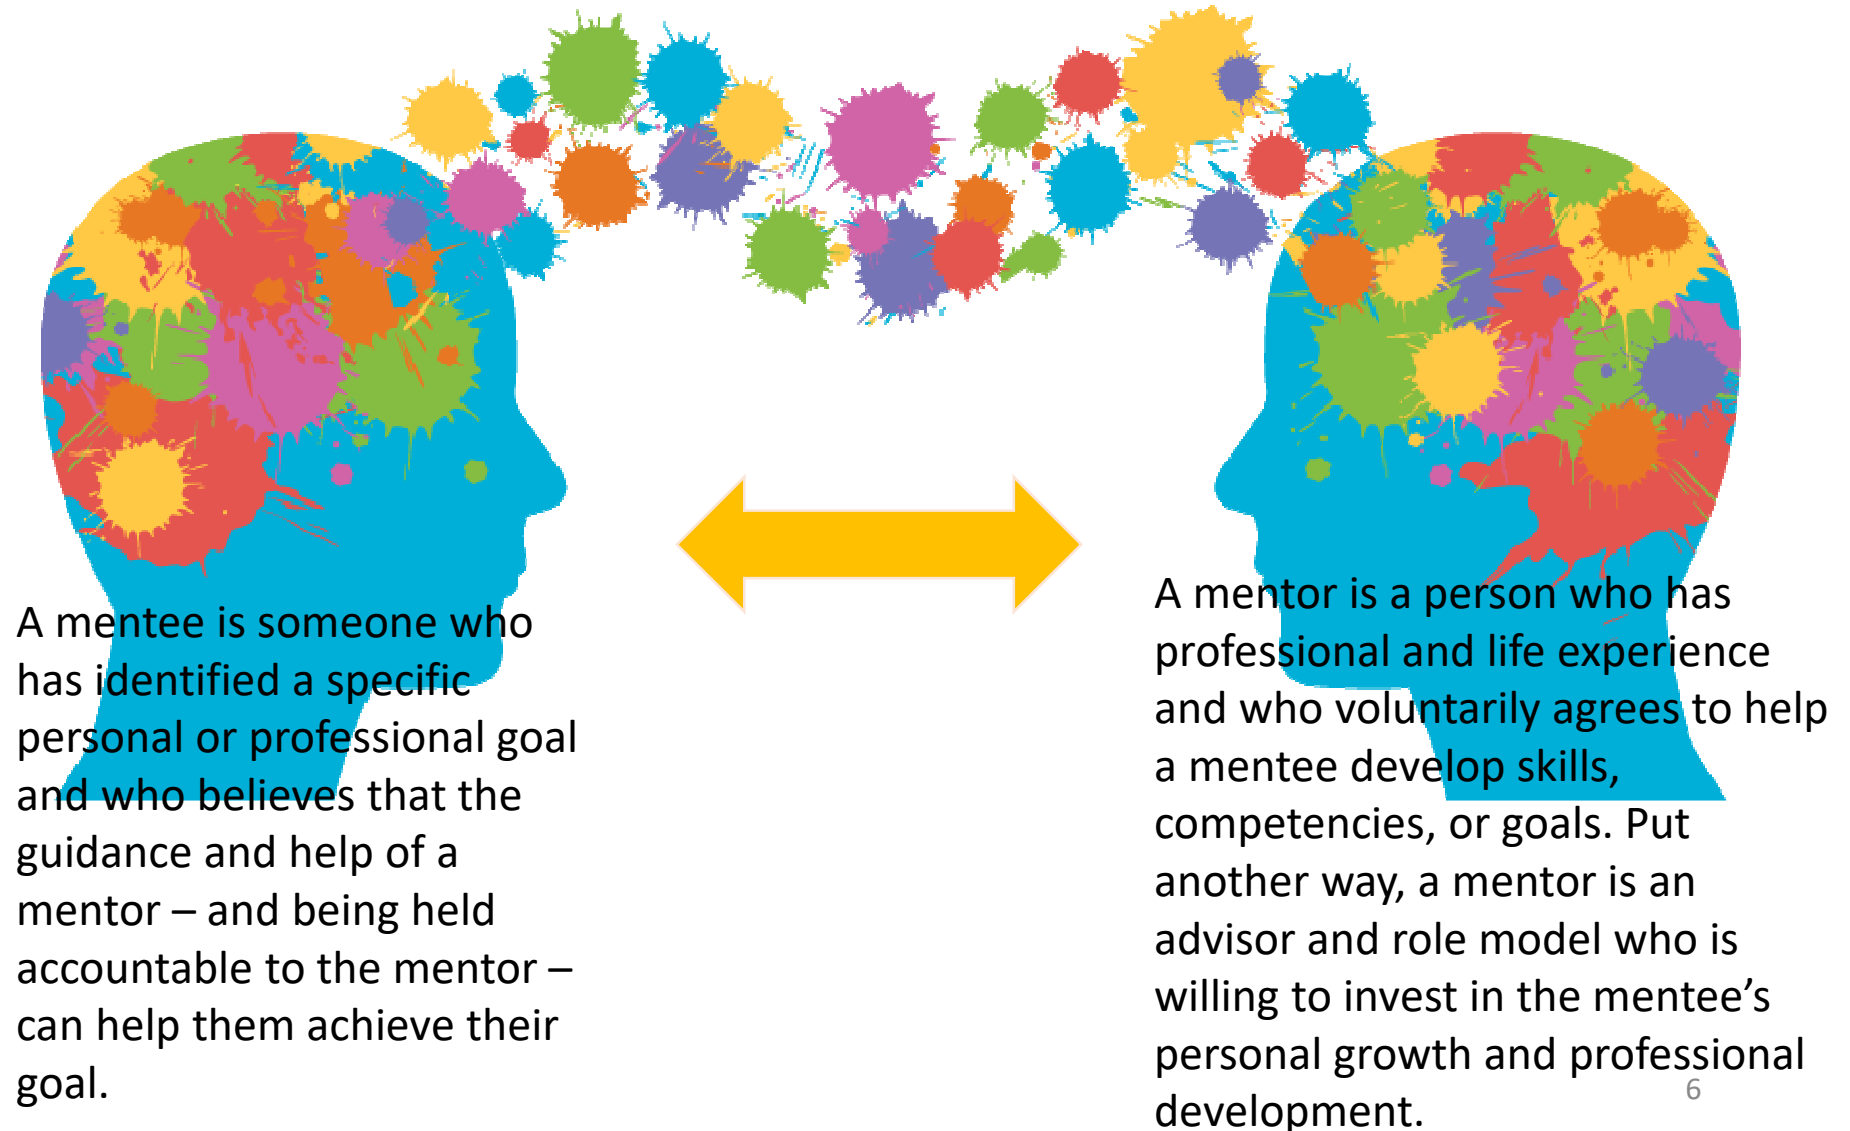 A mentee is someone who
has identified a specific
personal or professional goal
and who believes that the
guidance and help of a
mentor – and being held
accountable to the mentor –
can help them achieve their
goal.
A mentor is a person who has
professional and life experience
and who voluntarily agrees to help
a mentee develop skills,
competencies, or goals. Put
another way, a mentor is an
advisor and role model who is
willing to invest in the mentee’s
personal growth and professional
development.
6